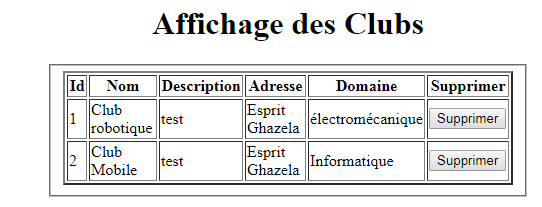 Affichage des Clubs
Id Nom Description Adresse Domaine Supprimer
1 Club robotique test Esprit Ghazela électromécanique Supprimer
2 Club Mobile test Esprit Ghazela Informatique Supprimer